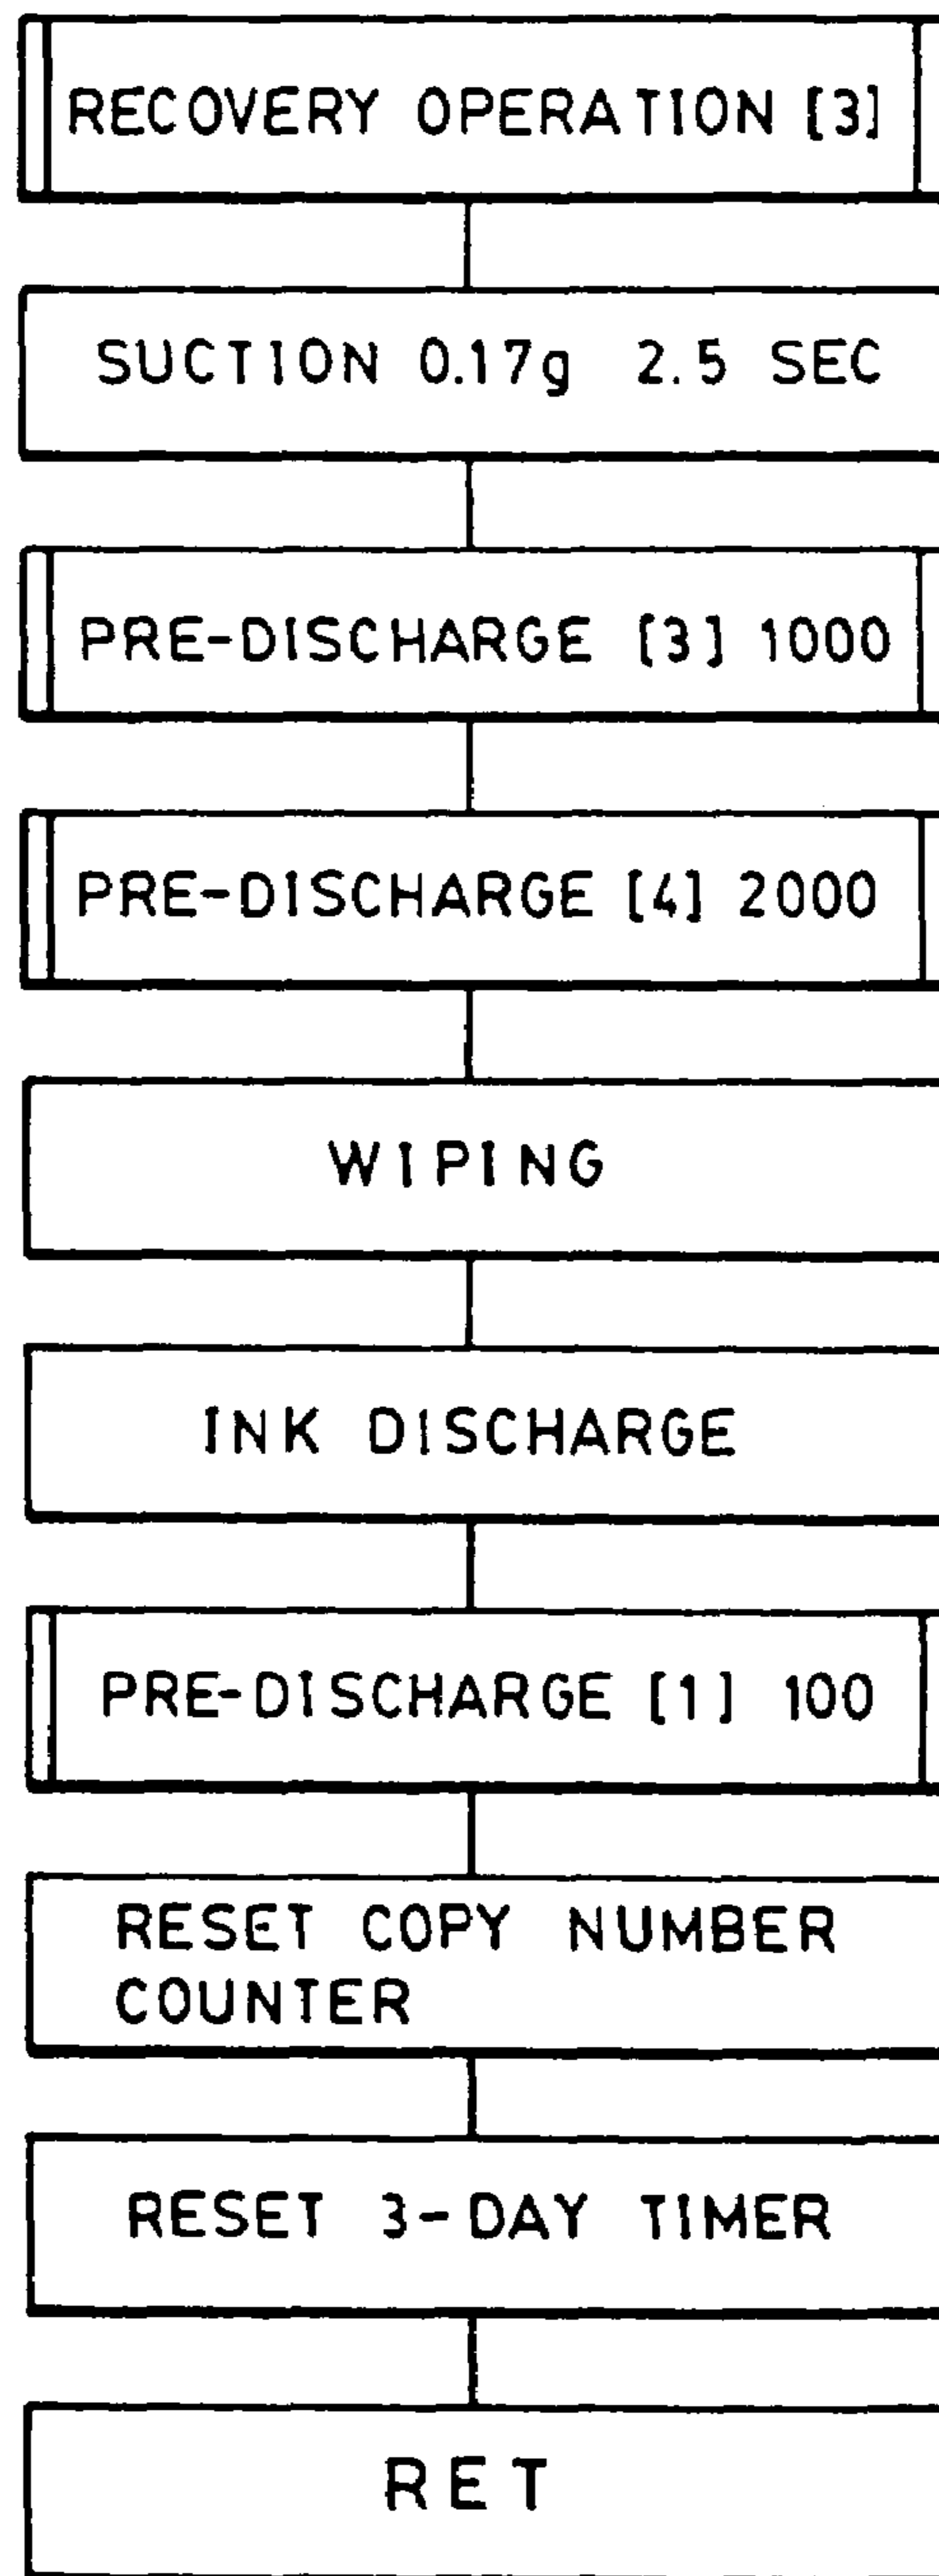 RECOVERY OPERATION [3]
SUCTION 0.17g 2.5 SEC
PRE-DISCHARGE [3] 1000
PRE-DISCHARGE [4] 2000
WIPING
INK DISCHARGE
PRE-DISCHARGE [1] 100
RESET COPY NUMBER
COUNTER
RESET 3-DAY TIMER
RET